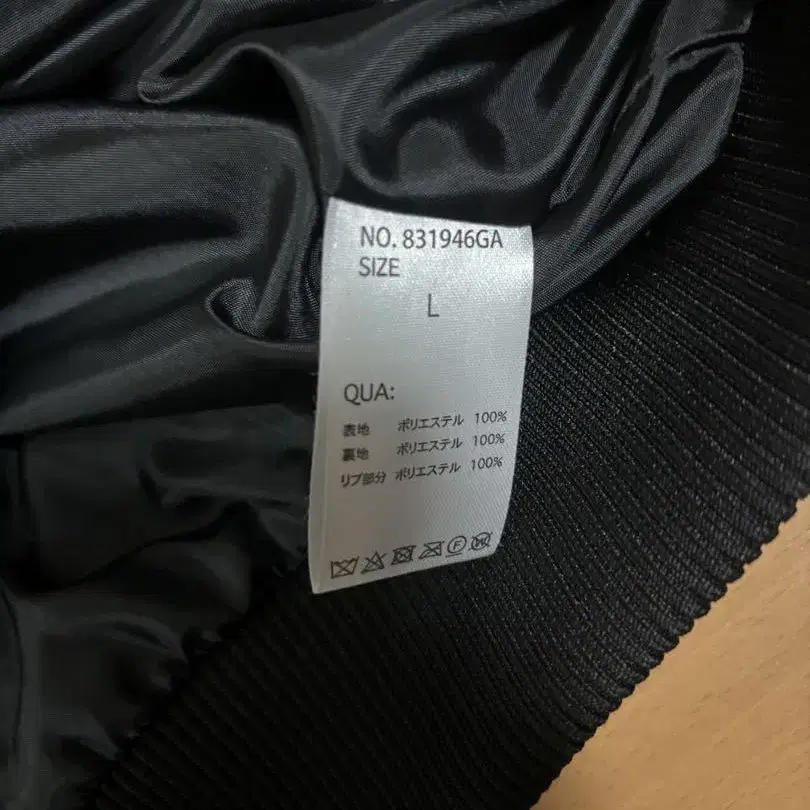 NO. 831946GA
SIZE
L
QUA:
表地 ポリエステル 100%
裏地 ポリエステル 100%
リブ部分 ポリエステル 100%